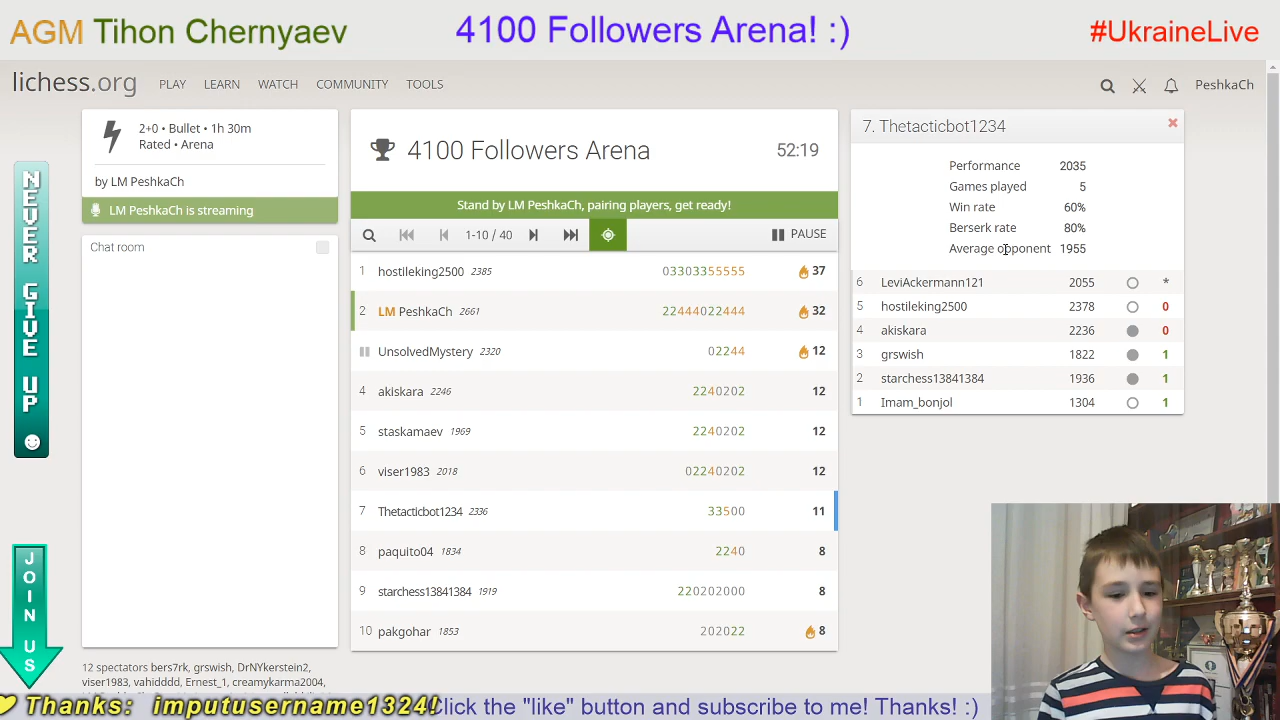 AGM Tihon Chernyaev
4100 Followers Arena! :)
#UkraineLive
lichess.org PLAY LEARN WATCH COMMUNITY TOOLS PeshkaCh
NEVER GIVE UP
JOIN US
2+0 • Bullet • 1h 30m
Rated • Arena
by LM PeshkaCh
LM PeshkaCh is streaming
Chat room
12 spectators bers7rk, grswish, DrNYkerstein2,
viser1983, vahidddd, Ernest_1, creamykarma2004,
4100 Followers Arena 52:19
Stand by LM PeshkaCh, pairing players, get ready!
1-10 / 40 PAUSE
1 hostileking2500 2385 03303355555 37
2 LM PeshkaCh 2661 22444022444 32
UnsolvedMystery 2320 02244 12
4 akiskara 2246 2240202 12
5 staskamaev 1969 2240202 12
6 viser1983 2018 02240202 12
7 Thetacticbot1234 2336 33500 11
8 paquito04 1834 2240 8
9 starchess13841384 1919 220202000 8
10 pakgohar 1853 202022 8
7. Thetacticbot1234
Performance 2035
Games played 5
Win rate 60%
Berserk rate 80%
Average opponent 1955
6 LeviAckermann121 2055 *
5 hostileking2500 2378 0
4 akiskara 2236 0
3 grswish 1822 1
2 starchess13841384 1936 1
1 Imam_bonjol 1304 1
Thanks: imputusername1324!
Click the "like" button and subscribe to me! Thanks! :)